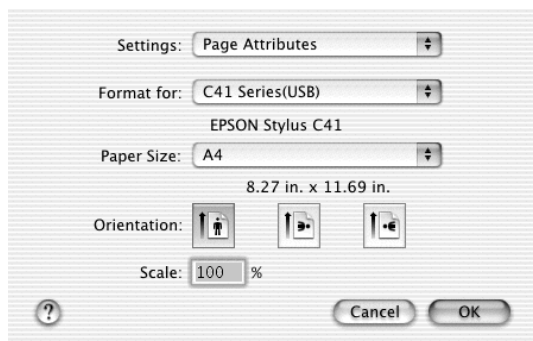 Settings: Page Attributes
Format for: C41 Series(USB)
EPSON Stylus C41
Paper Size: A4
8.27 in. x 11.69 in.
Orientation:
Scale: 100 %
? Cancel OK